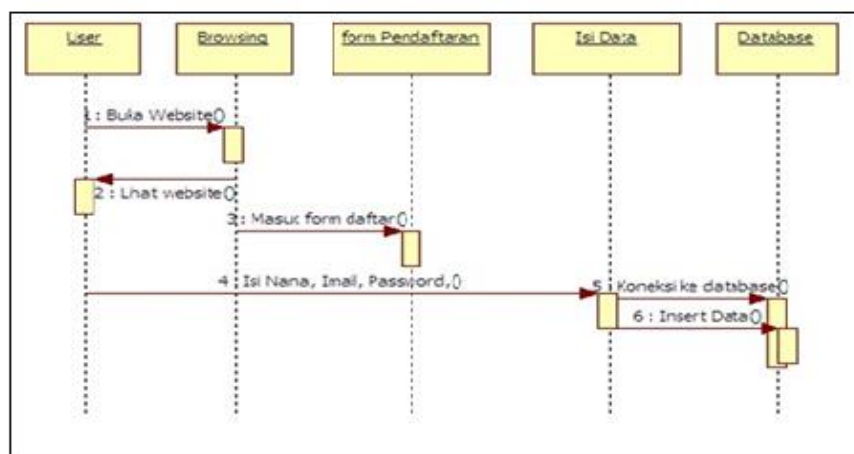 User
Browsing
form Pendaftaran
Isi Data
Database
1 : Buka Website()
2 : Lihat website()
3 : Masuk form daftar()
4 : Isi Nama, Imail, Password,()
5 : Koneksi ke database()
6 : Insert Data()